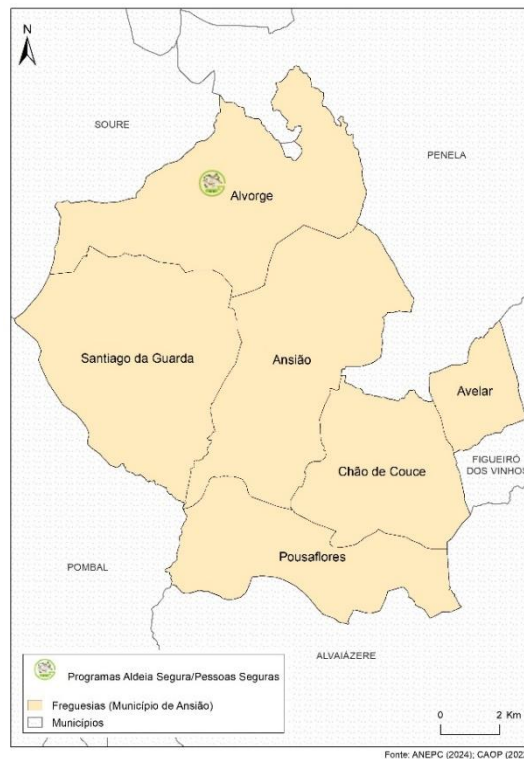 N
SOURE
PENELA
Alvorge
Santiago da Guarda
Ansião
Avelar
FIGUEIRÓ
DOS VINHOS
Chão de Couce
Pousaflores
POMBAL
ALVAIÁZERE
Programas Aldeia Segura/Pessoas Seguras
Freguesias (Município de Ansião)
Municípios
0 2 Km
Fonte: ANEPC (2024); CAOP (202